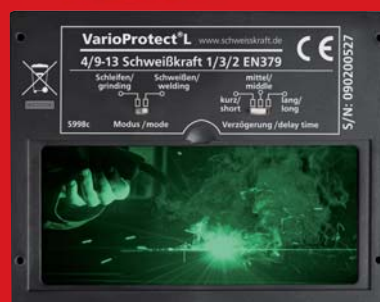 VarioProtect®L www.schweisskraft.de
CE
4/9-13 Schweißkraft 1/3/2 EN379
Schleifen/
grinding
Schweißen/
welding
mittel/
middle
kurz/
short
lang/
long
S998c
Modus /mode
Verzögerung /delay time
S/N: 090200527